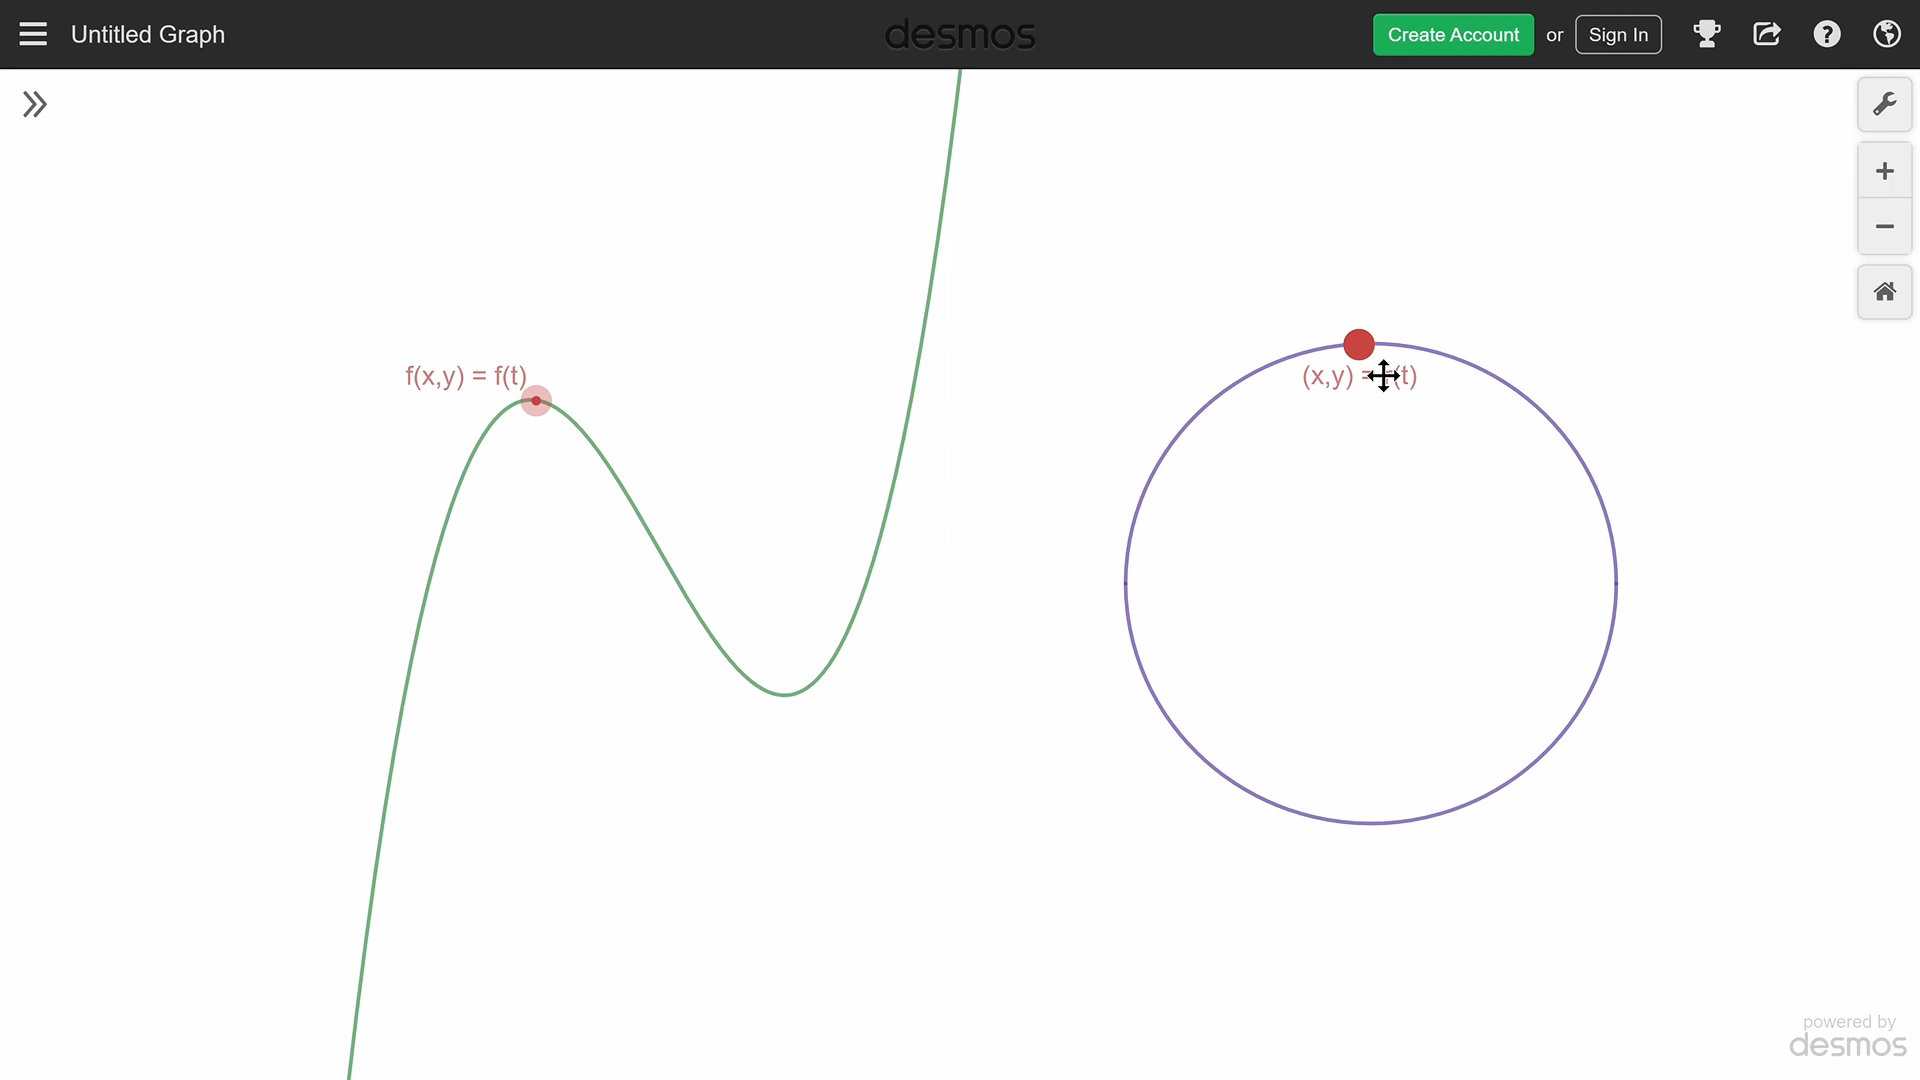 Untitled Graph
desmos
Create Account or Sign In
f(x,y) = f(t)
(x,y) = r(t)
powered by
desmos